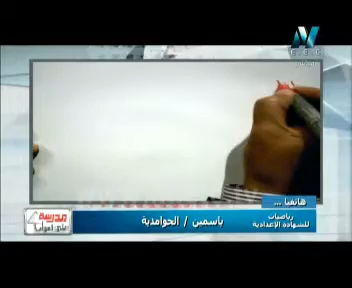 هاتفيا ...
رياضيات
للشهادة الإعدادية
ياسمين / الحوامدية
مدرسة
على الهواء